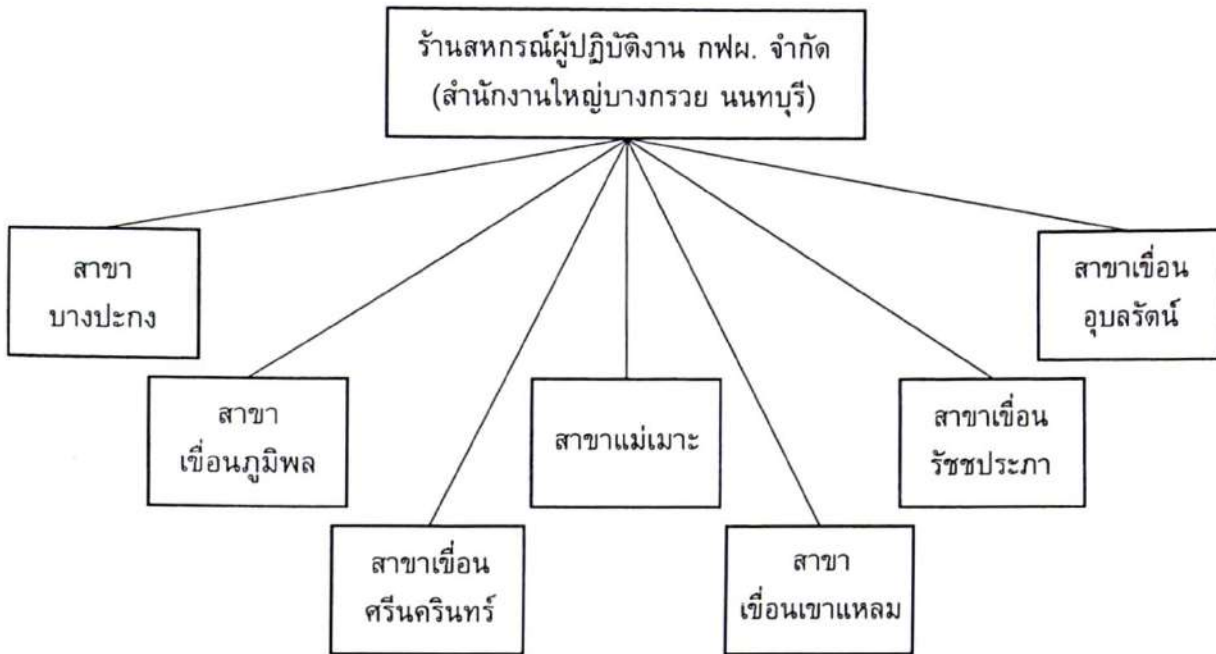 ร้านสหกรณ์ผู้ปฏิบัติงาน กฟผ. จำกัด
(สำนักงานใหญ่บางกรวย นนทบุรี)
สาขา
บางปะกง
สาขาเขื่อน
อุบลรัตน์
สาขา
เขื่อนภูมิพล
สาขาแม่เมาะ
สาขาเขื่อน
รัชชประภา
สาขาเขื่อน
ศรีนครินทร์
สาขา
เขื่อนเขาแหลม